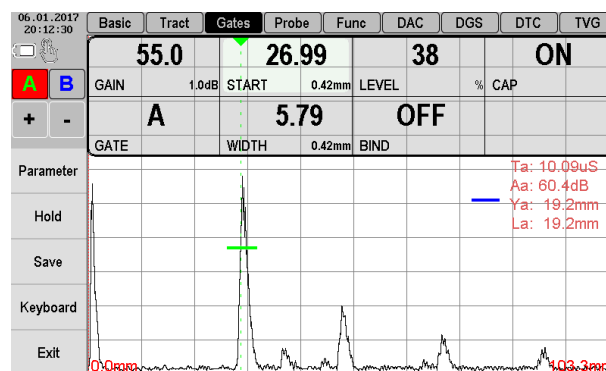 06.01.2017
20:12:30
Basic Tract Gates Probe Func DAC DGS DTC TVG
55.0 26.99 38 ON
GAIN 1.0dB START 0.42mm LEVEL % CAP
A B
A 5.79 OFF
+ -
GATE WIDTH 0.42mm BIND
Parameter
Hold
Save
Keyboard
Exit
Ta: 10.09uS
Aa: 60.4dB
Ya: 19.2mm
La: 19.2mm
0.0mm 103.3mm